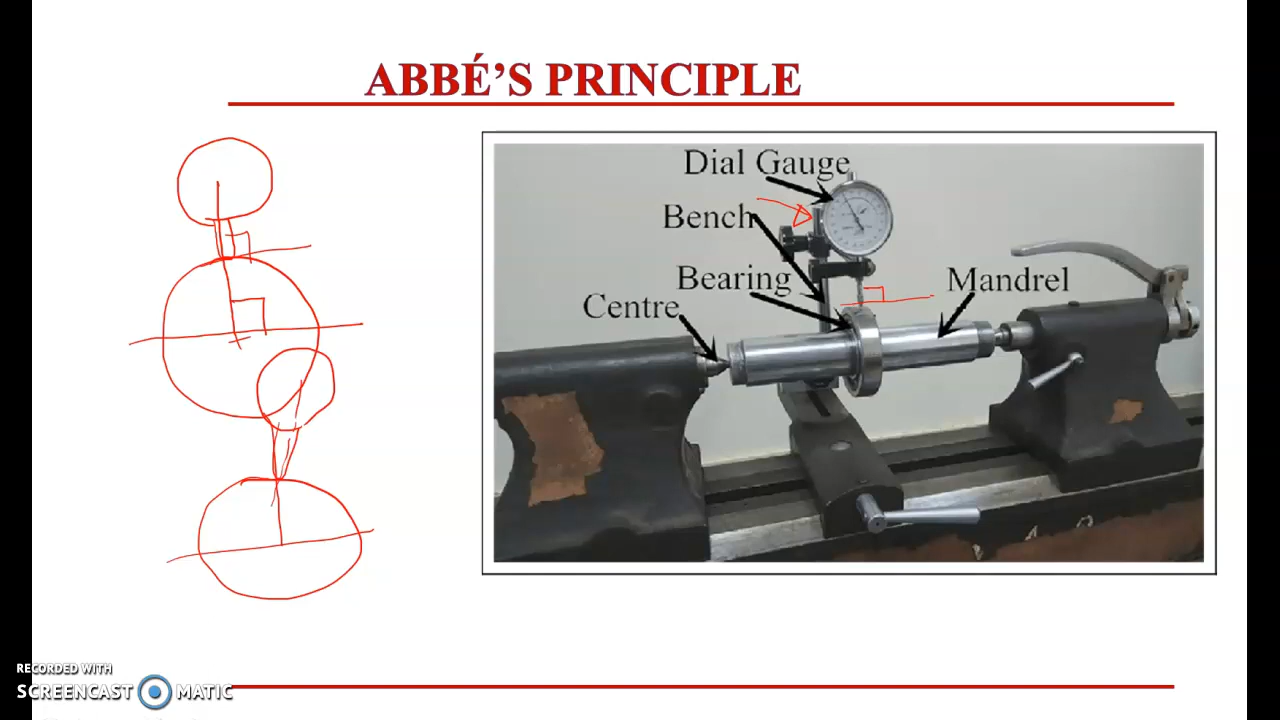 ABBÉ'S PRINCIPLE
Dial Gauge
Bench
Bearing
Mandrel
Centre
RECORDED WITH
SCREENCAST MATIC